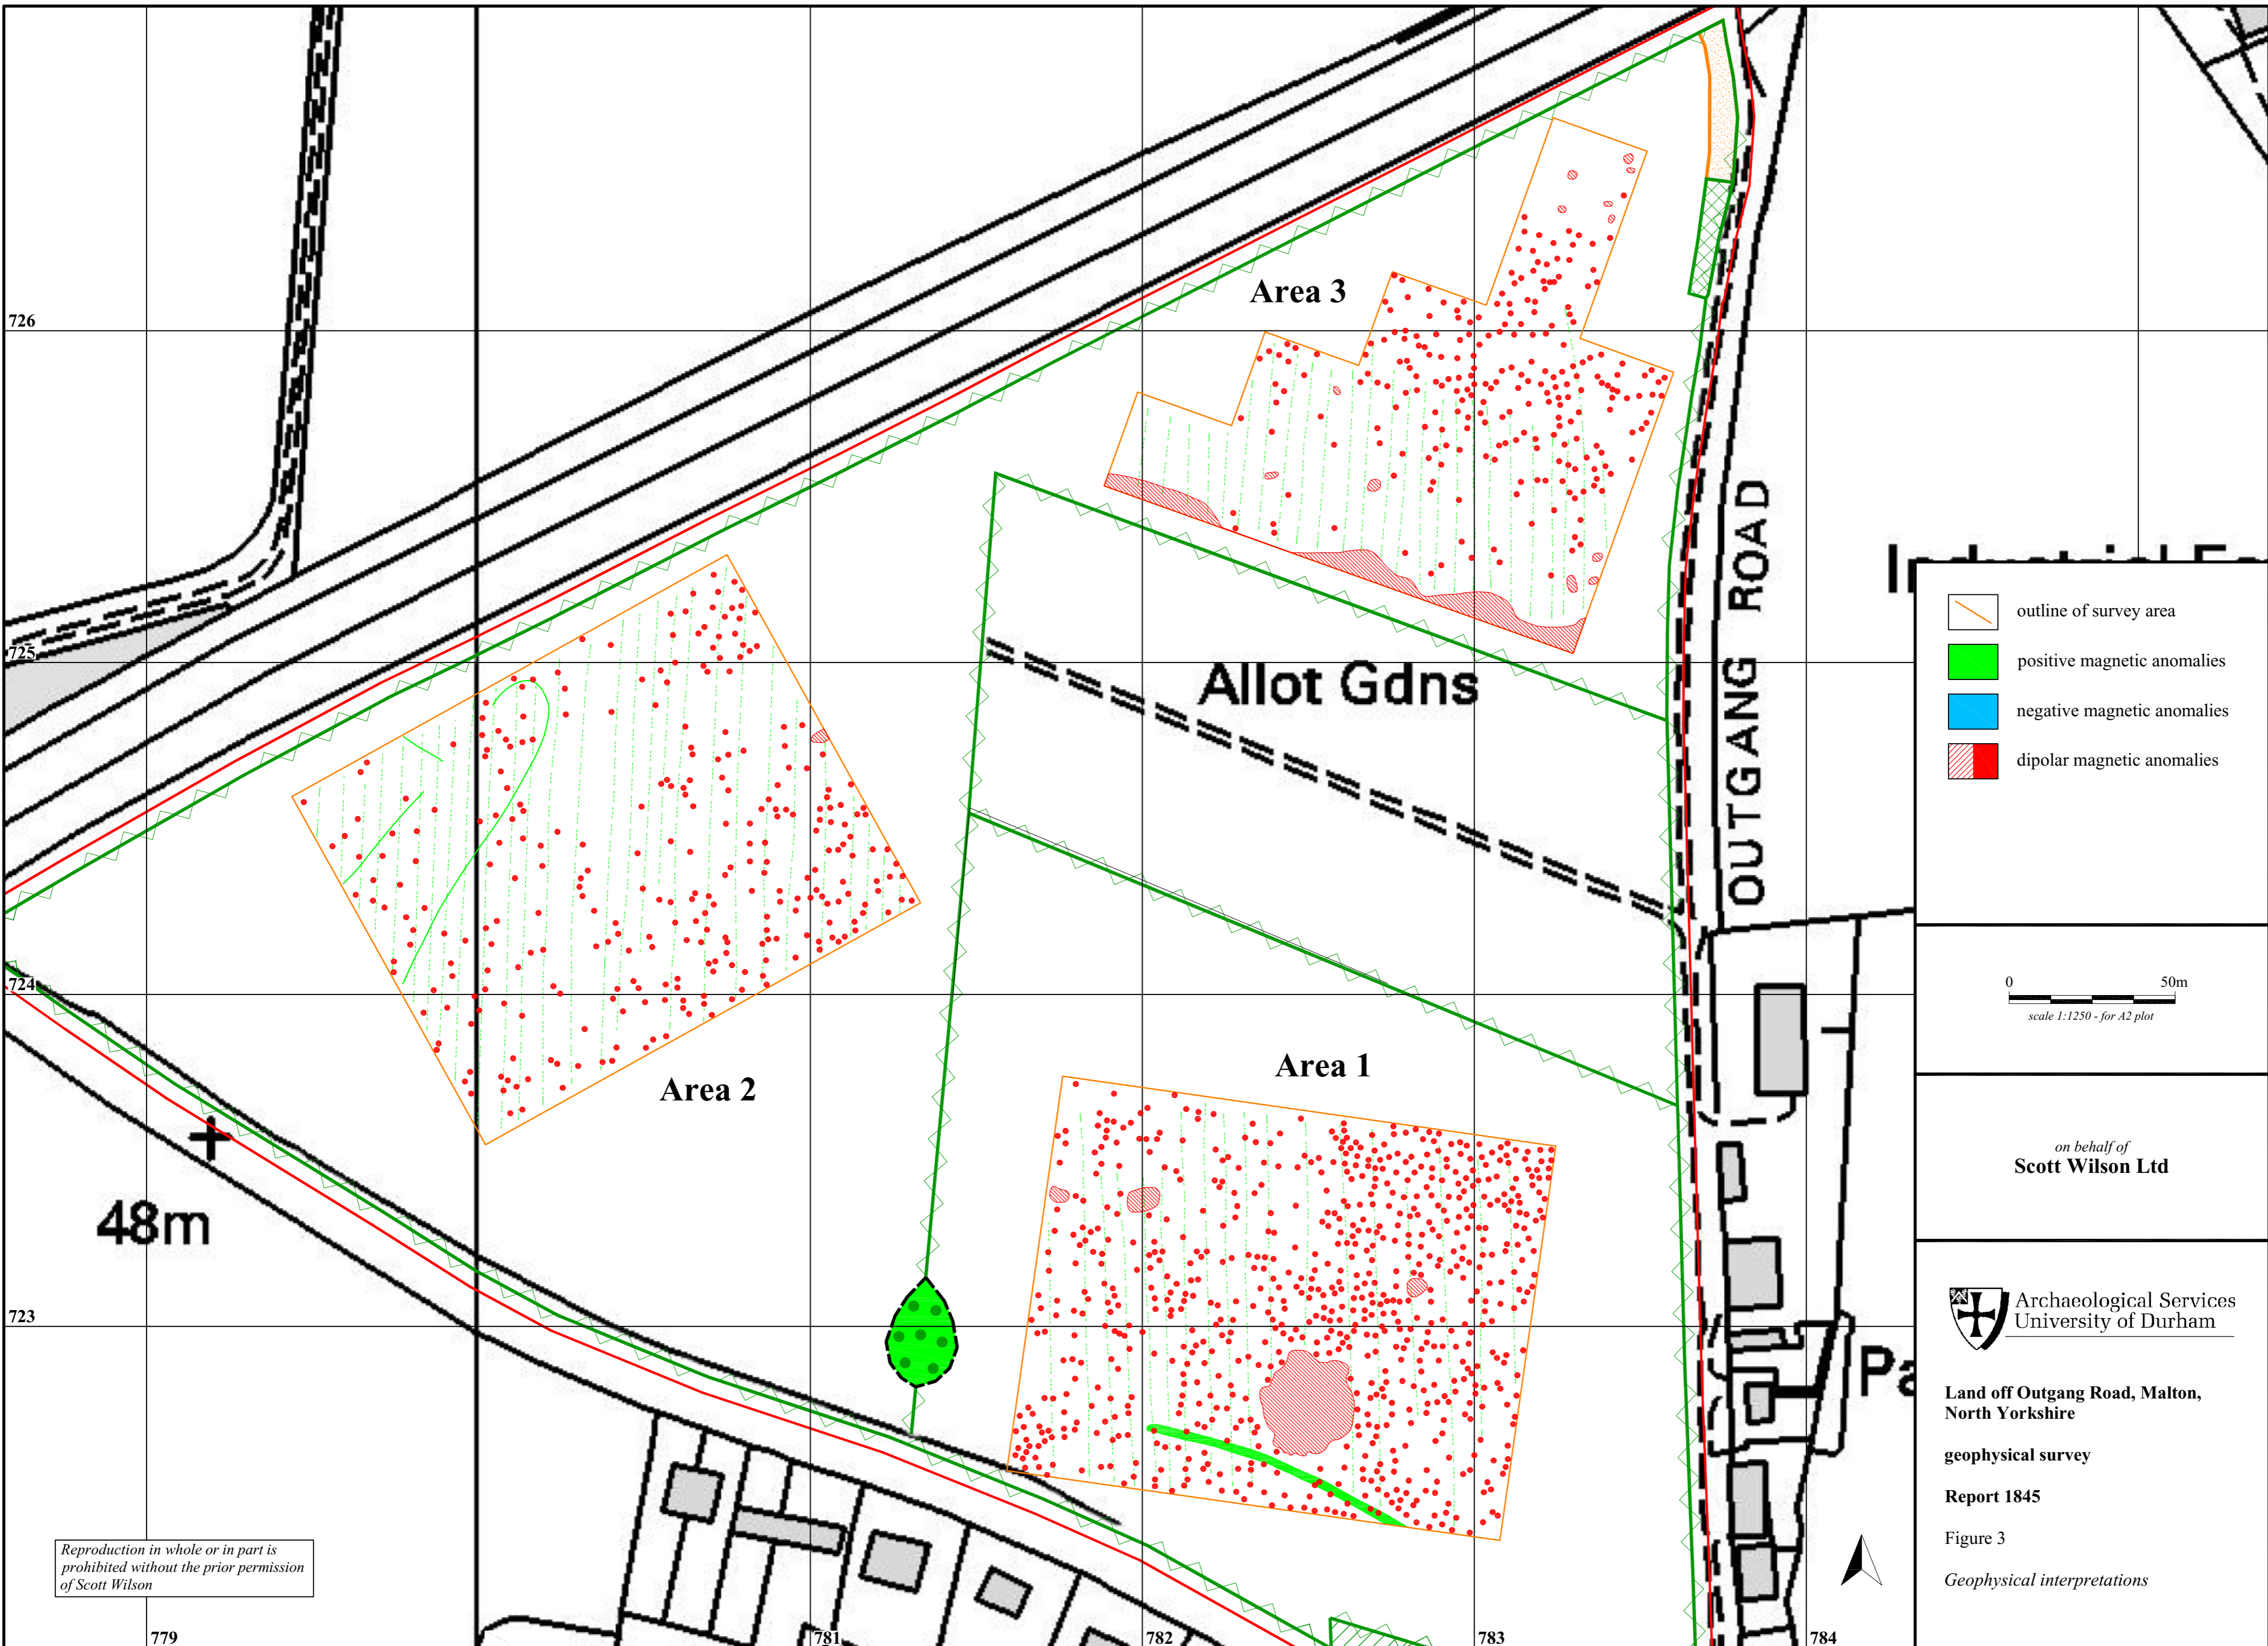 Area 3
726
OUTGANG ROAD
outline of survey area
positive magnetic anomalies
negative magnetic anomalies
dipolar magnetic anomalies
725
Allot Gdns
724
0 50m
scale 1:1250 - for A2 plot
Area 1
Area 2
on behalf of
Scott Wilson Ltd
48m
723
Archaeological Services
University of Durham
Land off Outgang Road, Malton,
North Yorkshire
geophysical survey
Report 1845
Figure 3
Geophysical interpretations
Reproduction in whole or in part is
prohibited without the prior permission
of Scott Wilson
779
781
782
783
784